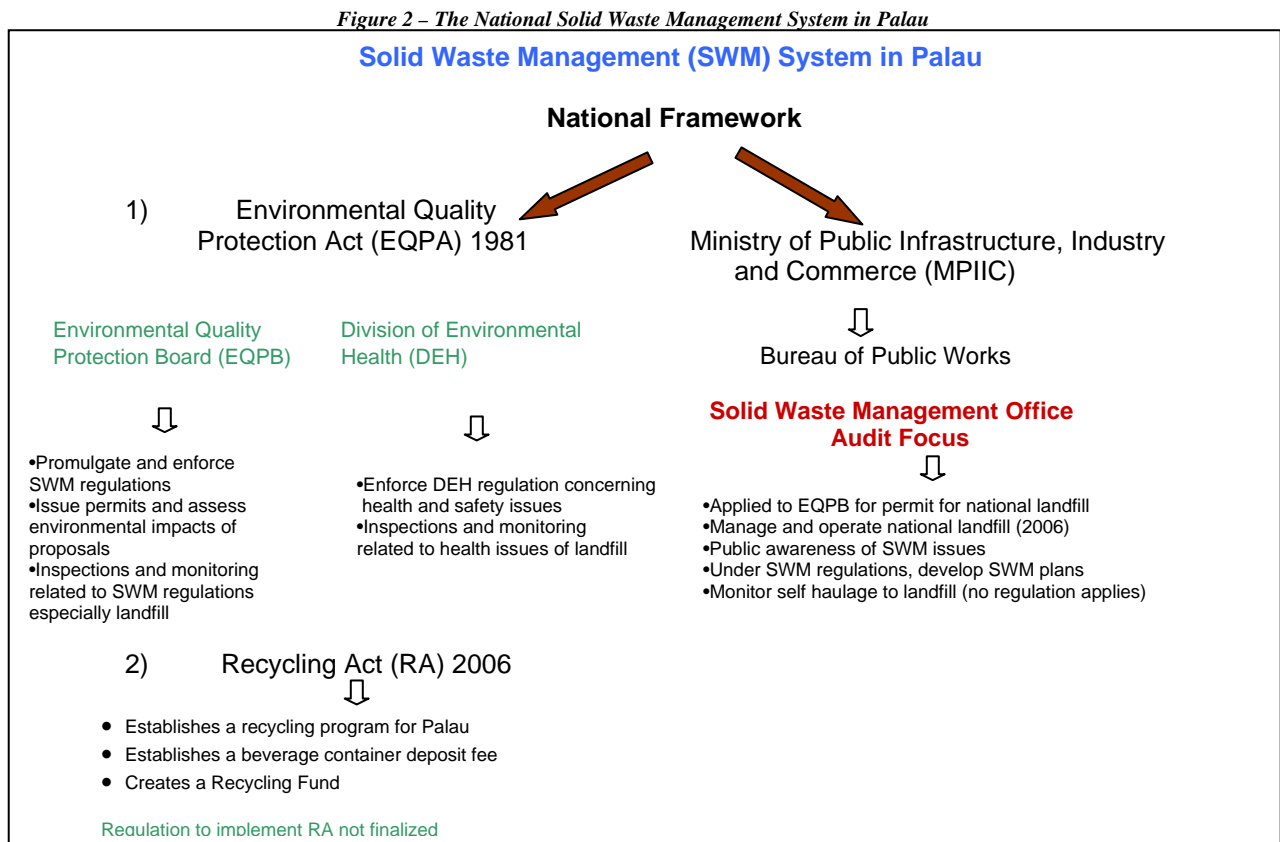 Figure 2 – The National Solid Waste Management System in Palau
Solid Waste Management (SWM) System in Palau
National Framework
1) Environmental Quality
Protection Act (EQPA) 1981
Ministry of Public Infrastructure, Industry
and Commerce (MPIIC)
Environmental Quality
Protection Board (EQPB)
Division of Environmental
Health (DEH)
Bureau of Public Works
Solid Waste Management Office
Audit Focus
•Promulgate and enforce
SWM regulations
•Issue permits and assess
environmental impacts of
proposals
•Inspections and monitoring
related to SWM regulations
especially landfill
•Enforce DEH regulation concerning
health and safety issues
•Inspections and monitoring
related to health issues of landfill
•Applied to EQPB for permit for national landfill
•Manage and operate national landfill (2006)
•Public awareness of SWM issues
•Under SWM regulations, develop SWM plans
•Monitor self haulage to landfill (no regulation applies)
2) Recycling Act (RA) 2006
• Establishes a recycling program for Palau
• Establishes a beverage container deposit fee
• Creates a Recycling Fund
Regulation to implement RA not finalized